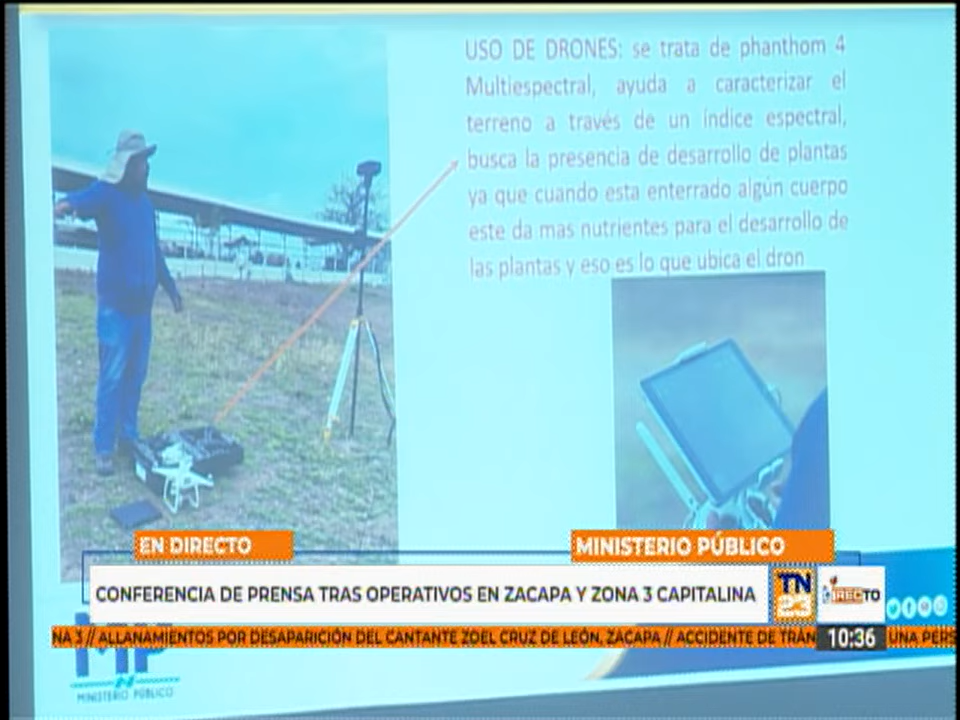 USO DE DRONES: se trata de phanthom 4
Multiespectral, ayuda a caracterizar el
terreno a través de un índice espectral,
busca la presencia de desarrollo de plantas
ya que cuando esta enterrado algún cuerpo
este da mas nutrientes para el desarrollo de
las plantas y eso es lo que ubica el dron
EN DIRECTO
MINISTERIO PÚBLICO
CONFERENCIA DE PRENSA TRAS OPERATIVOS EN ZACAPA Y ZONA 3 CAPITALINA
TN
23
DIRECTO
NA 3 // ALLANAMIENTOS POR DESAPARICIÓN DEL CANTANTE ZOEL CRUZ DE LEÓN, ZACAPA // ACCIDENTE DE TRÁN
10:36
UNA PERS
MP
MINISTERIO PÚBLICO